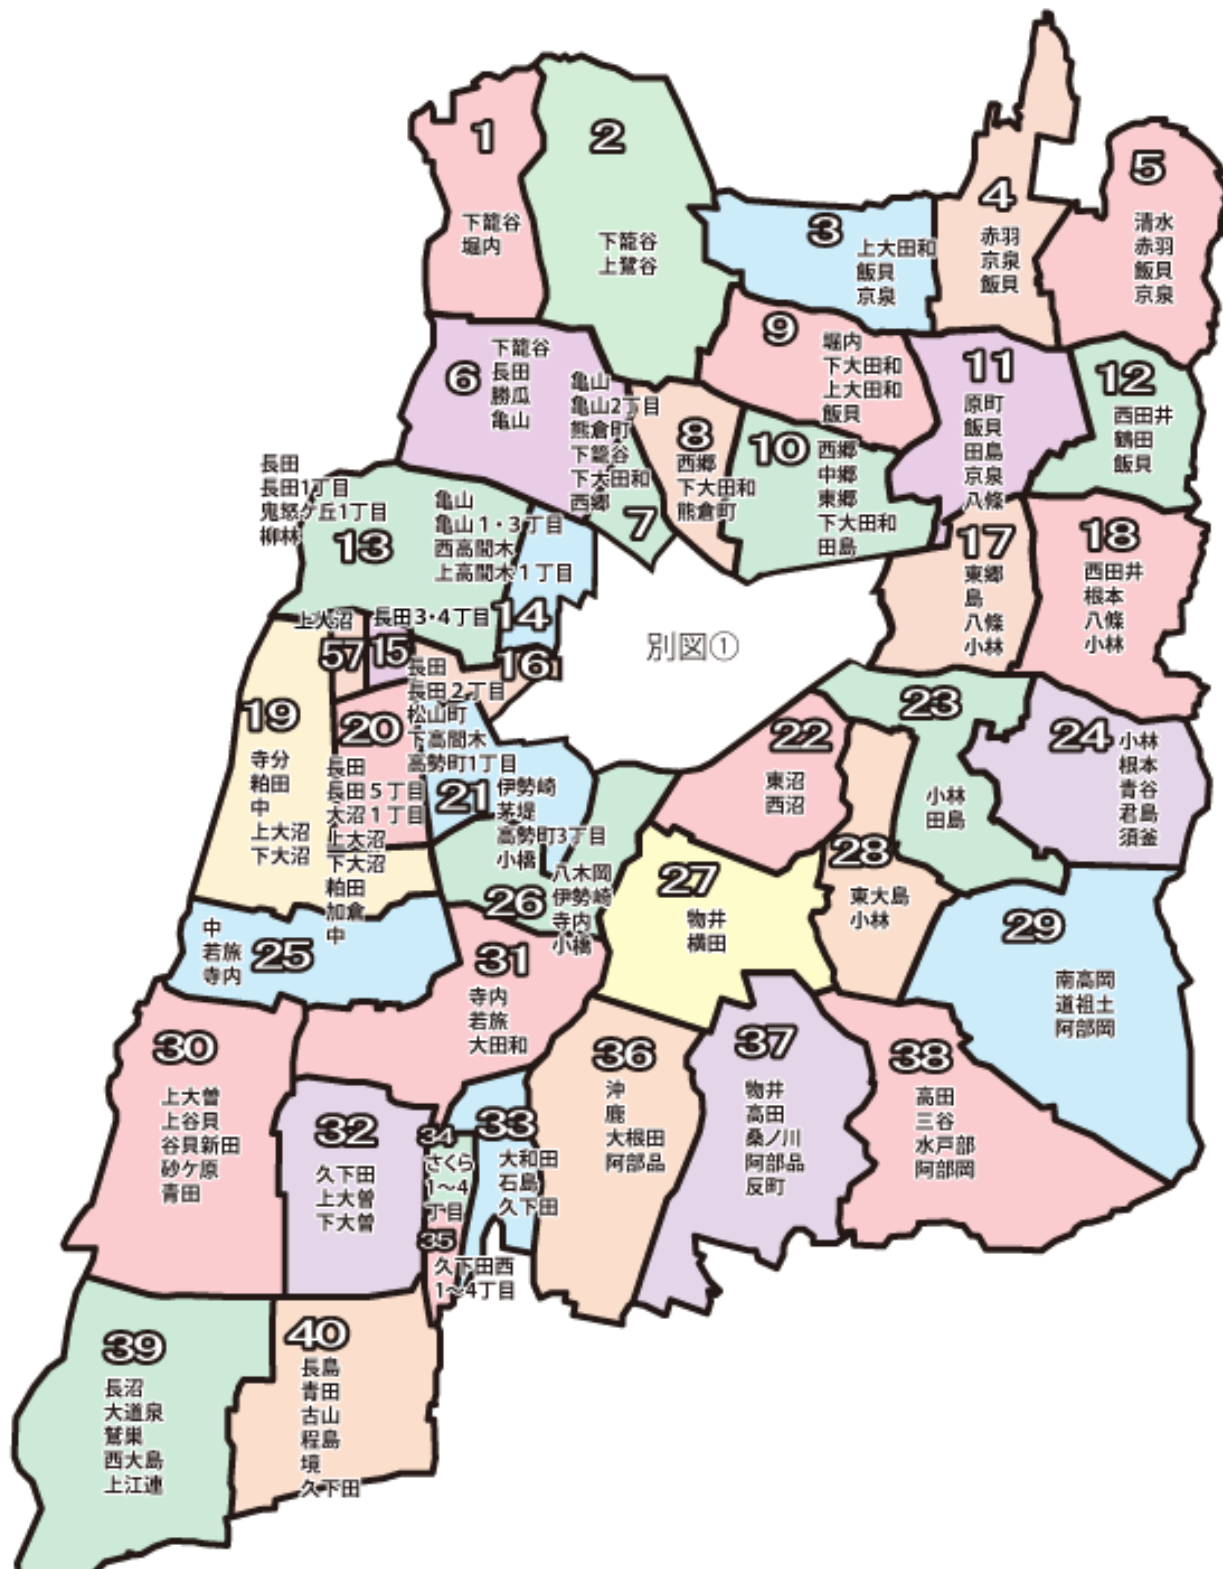 1
下籠谷
堀内
2
下籠谷
上鷺谷
3
上大田和
飯貝
京泉
4
赤羽
京泉
飯貝
5
清水
赤羽
飯貝
京泉
6
下籠谷
長田
勝瓜
亀山
亀山
亀山2丁目
熊倉町
下籠谷
下大田和
西郷
7
8
西郷
下大田和
熊倉町
9
堀内
下大田和
上大田和
飯貝
10
西郷
中郷
東郷
下大田和
田島
11
原町
飯貝
田島
京泉
八條
12
西田井
鶴田
飯貝
長田
長田1丁目
鬼怒ケ丘1丁目
柳林
13
亀山
亀山1・3丁目
西高間木
上高間木1丁目
14
長田3・4丁目
15
上大沼
57
16
長田
長田2丁目
松山町
下高間木
高勢町1丁目
別図①
17
東郷
島
八條
小林
18
西田井
根本
八條
小林
19
寺分
粕田
中
上大沼
下大沼
20
長田
長田5丁目
大沼1丁目
上大沼
下大沼
粕田
加倉
中
21
伊勢崎
茅堤
高勢町3丁目
小橋
22
東沼
西沼
23
小林
田島
24
小林
根本
青谷
君島
須釜
25
中
若旅
寺内
26
八木岡
伊勢崎
寺内
小橋
27
物井
横田
28
東大島
小林
29
南高岡
道祖土
阿部岡
30
上大曽
上谷貝
谷貝新田
砂ケ原
青田
31
寺内
若旅
大田和
32
久下田
上大曽
下大曽
33
大和田
石島
久下田
34
さくら
1～4
丁目
35
久下田西
1～4丁目
36
沖
鹿
大根田
阿部品
37
物井
高田
桑ノ川
阿部品
反町
38
高田
三谷
水戸部
阿部岡
39
長沼
大道泉
鷲巣
西大島
上江連
40
長島
青田
古山
程島
境
久下田